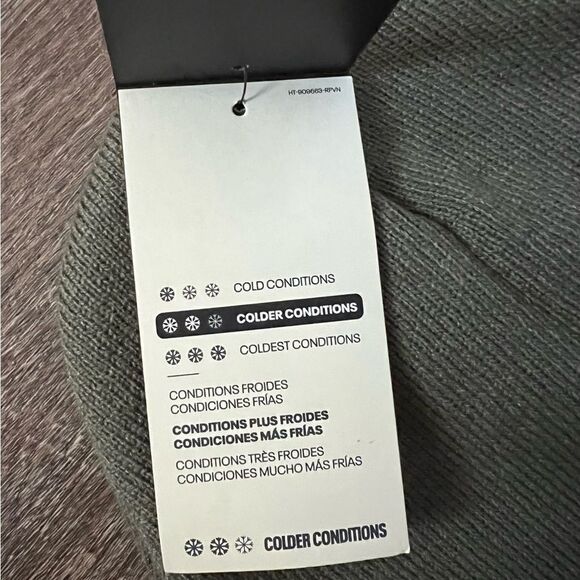 HT-909663-RPVN
COLD CONDITIONS
COLDER CONDITIONS
COLDEST CONDITIONS
CONDITIONS FROIDES
CONDICIONES FRÍAS
CONDITIONS PLUS FROIDES
CONDICIONES MÁS FRÍAS
CONDITIONS TRÈS FROIDES
CONDICIONES MUCHO MÁS FRÍAS
COLDER CONDITIONS